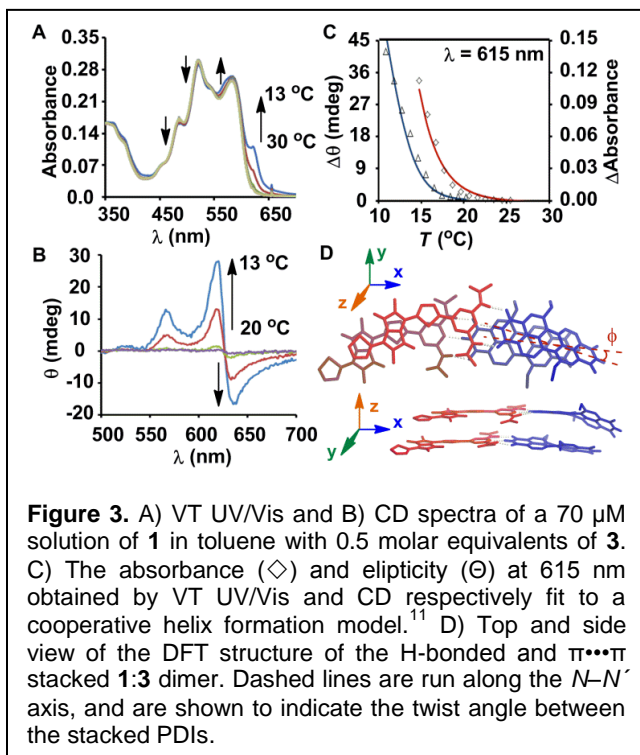 A
0.35
0.28
0.21
0.14
0.07
0.0
Absorbance
350
450
550
650
λ (nm)
13 °C
30 °C
C
λ = 615 nm
45
36
27
18
9
0
Δθ (mdeg)
0.15
0.12
0.09
0.06
0.03
0.00
ΔAbsorbance
10
15
20
25
30
T (°C)
B
30
20
10
0
-10
-20
θ (mdeg)
13 °C
20 °C
500
550
600
650
700
λ (nm)
D
y
x
z
ϕ
z
x
y
Figure 3. A) VT UV/Vis and B) CD spectra of a 70 µM
solution of 1 in toluene with 0.5 molar equivalents of 3.
C) The absorbance (◇) and elipticity (Θ) at 615 nm
obtained by VT UV/Vis and CD respectively fit to a
cooperative helix formation model.¹¹ D) Top and side
view of the DFT structure of the H-bonded and π•••π
stacked 1:3 dimer. Dashed lines are run along the N–N´
axis, and are shown to indicate the twist angle between
the stacked PDIs.